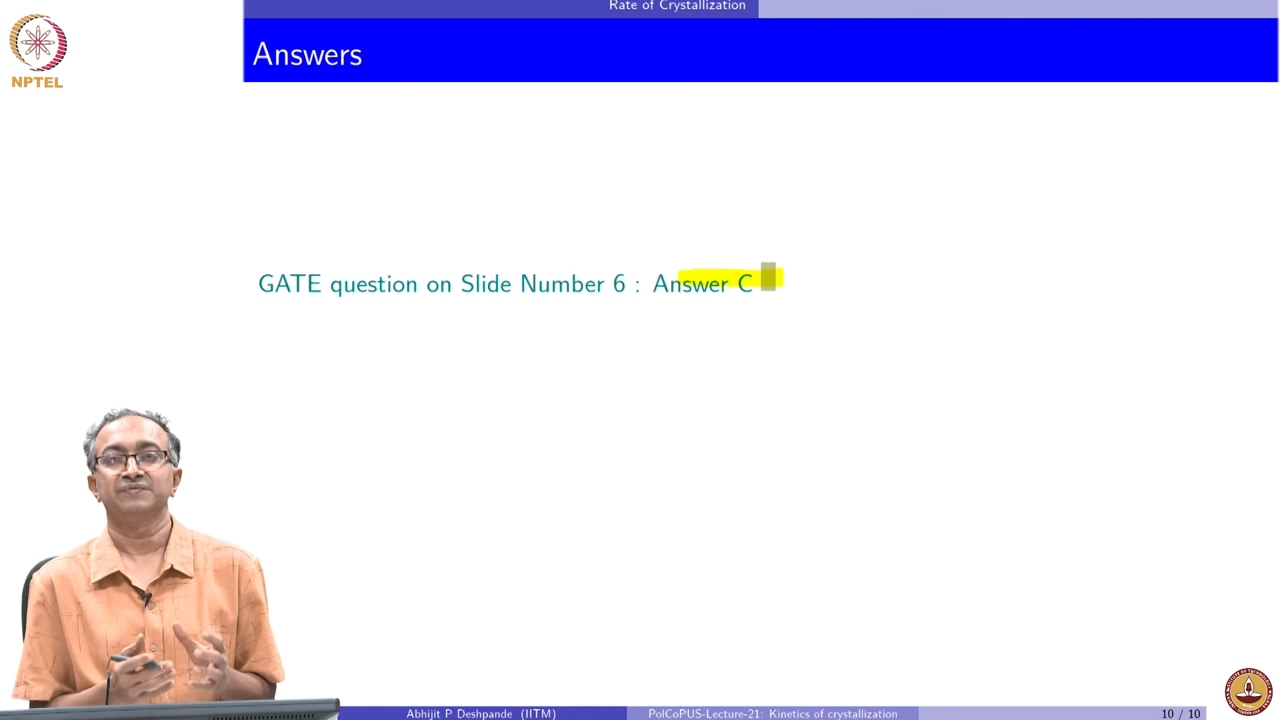 Rate of Crystallization
Answers
NPTEL
GATE question on Slide Number 6 : Answer C
Abhijit P Deshpande (IITM)
PolCoPUS-Lecture-21: Kinetics of crystallization
10 / 10